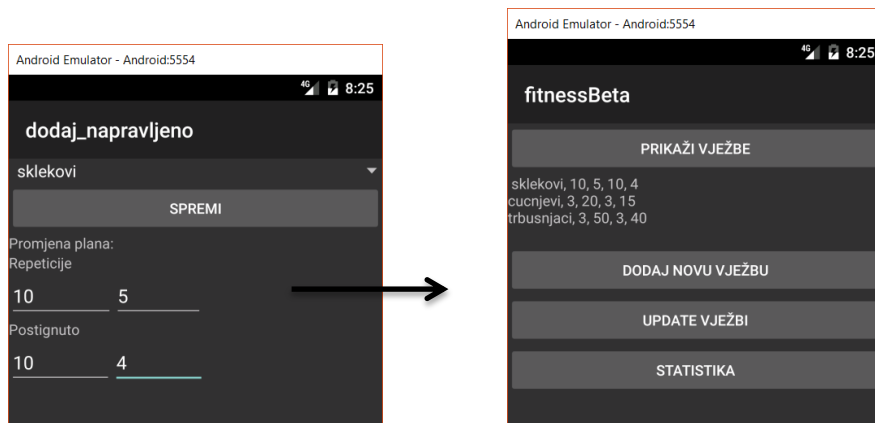 Android Emulator - Android:5554
4G 8:25
dodaj_napravljeno
sklekovi
SPREMI
Promjena plana:
Repeticije
10 5
Postignuto
10 4
Android Emulator - Android:5554
4G 8:25
fitnessBeta
PRIKAŽI VJEŽBE
sklekovi, 10, 5, 10, 4
cucnjevi, 3, 20, 3, 15
trbusnjaci, 3, 50, 3, 40
DODAJ NOVU VJEŽBU
UPDATE VJEŽBI
STATISTIKA